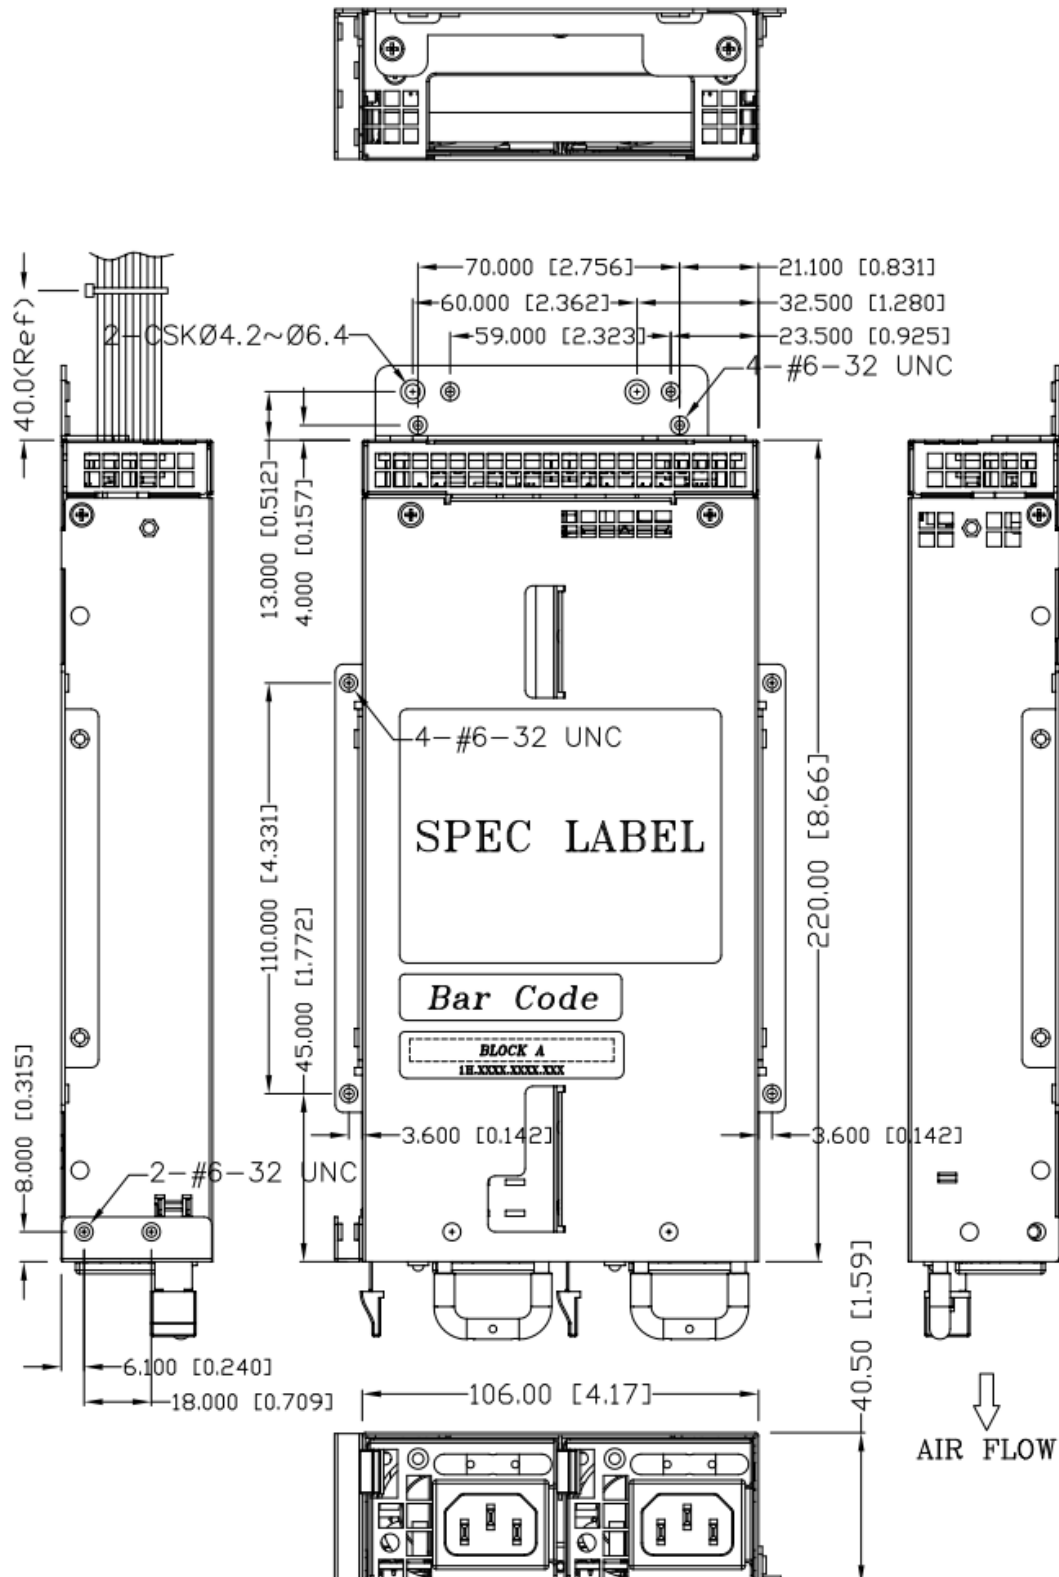 70.000 [2.756]
21.100 [0.831]
60.000 [2.362]
32.500 [1.280]
2-CSKØ4.2~Ø6.4
59.000 [2.323]
23.500 [0.925]
4-#6-32 UNC
40.0(Ref)
13.000 [0.512]
4.000 [0.157]
4-#6-32 UNC
SPEC LABEL
220.00 [8.66]
110.000 [4.331]
45.000 [1.772]
Bar Code
BLOCK A
1H.XXXX.XXXX.XXX
8.000 [0.315]
3.600 [0.142]
3.600 [0.142]
2-#6-32 UNC
6.100 [0.240]
18.000 [0.709]
106.00 [4.17]
40.50 [1.59]
AIR FLOW